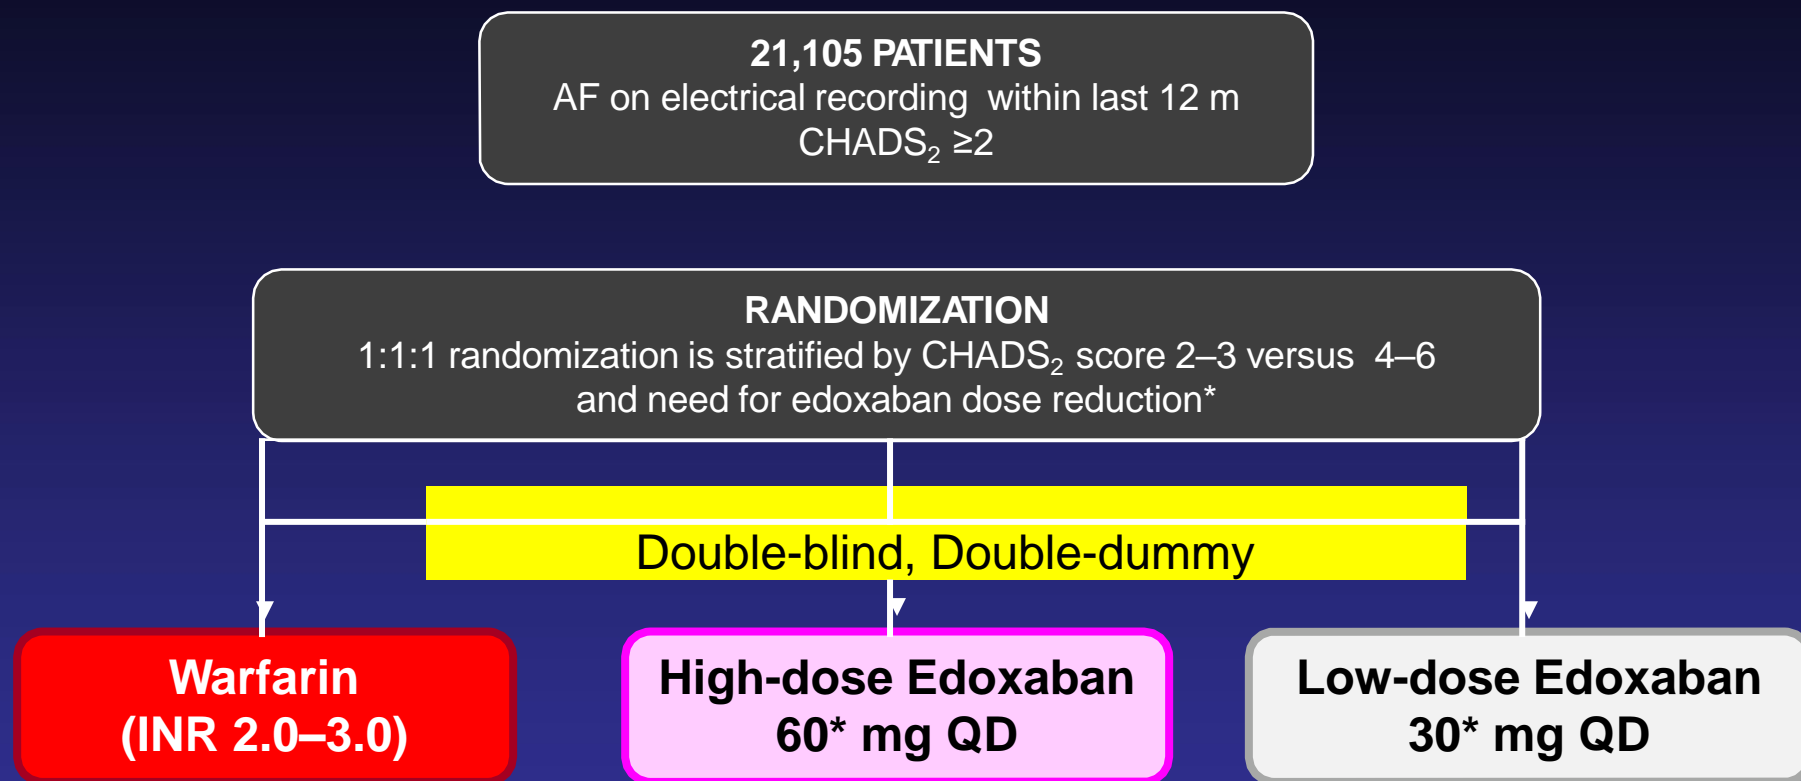 21,105 PATIENTS
AF on electrical recording within last 12 m
CHADS₂ ≥2
RANDOMIZATION
1:1:1 randomization is stratified by CHADS₂ score 2–3 versus 4–6
and need for edoxaban dose reduction*
Double-blind, Double-dummy
Warfarin
(INR 2.0–3.0)
High-dose Edoxaban
60* mg QD
Low-dose Edoxaban
30* mg QD